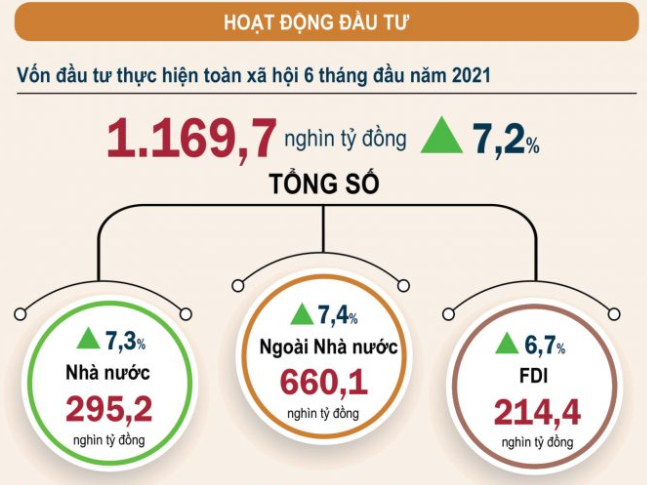 HOẠT ĐỘNG ĐẦU TƯ
Vốn đầu tư thực hiện toàn xã hội 6 tháng đầu năm 2021
1.169,7 nghìn tỷ đồng 7,2%
TỔNG SỐ
7,3%
Nhà nước
295,2
nghìn tỷ đồng
7,4%
Ngoài Nhà nước
660,1
nghìn tỷ đồng
6,7%
FDI
214,4
nghìn tỷ đồng